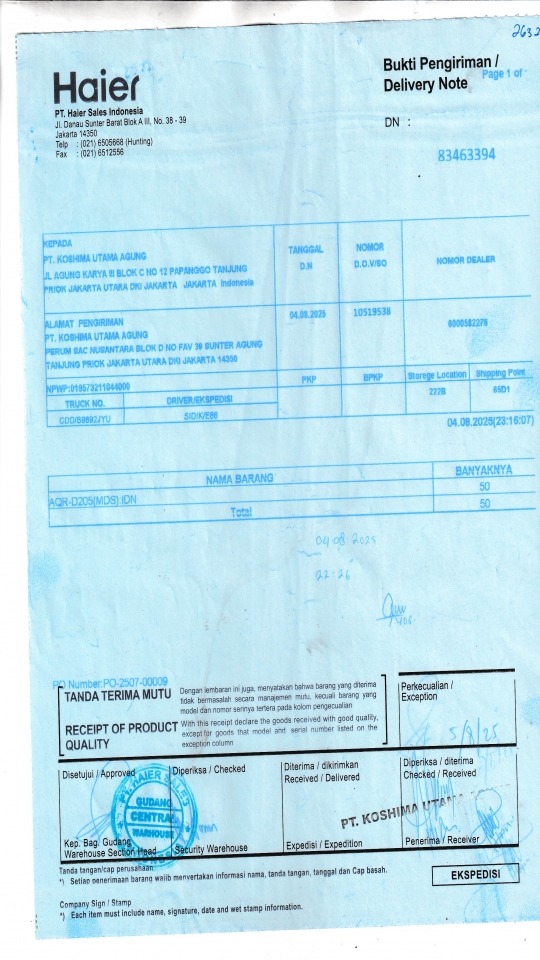 2632
Haier
PT. Haier Sales Indonesia
Jl. Danau Sunter Barat Blok A III, No. 38 - 39
Jakarta 14350
Telp : (021) 6505668 (Hunting)
Fax : (021) 6512556
Bukti Pengiriman /
Delivery Note
Page 1 of
DN :
83463394
KEPADA
PT. KOSHIMA UTAMA AGUNG
JL AGUNG KARYA III BLOK C NO 12 PAPANGGO TANJUNG
PRIOK JAKARTA UTARA DKI JAKARTA JAKARTA Indonesia
TANGGAL
D.N
NOMOR
D.O.V/SO
NOMOR DEALER
ALAMAT PENGIRIMAN
PT. KOSHIMA UTAMA AGUNG
PERUM SAC NUSANTARA BLOK D NO FAV 39 SUNTER AGUNG
TANJUNG PRIOK JAKARTA UTARA DKI JAKARTA 14350
04.08.2025
10519538
6000582276
NPWP:019573211044000
PKP
BPKP
Storege Location
Shipping Point
222B
65D1
TRUCK NO.
DRIVER/EKSPEDISI
CDD/B9892JYU
SIDIK/E86
04.08.2025(23:16:07)
NAMA BARANG
BANYAKNYA
AQR-D205(MDS) IDN
50
Total
50
04.08 2025
22:26
PO Number:PO-2507-00009
TANDA TERIMA MUTU
Dengan lembaran ini juga, menyatakan bahwa barang yang diterima
tidak bermasalah secara manajemen mutu, kecuali barang yang
model dan nomor serinya tertera pada kolom pengecualian
RECEIPT OF PRODUCT
QUALITY
With this receipt declare the goods received with good quality,
except for goods that model and serial number listed on the
exception column
Perkecualian /
Exception
5/8/25
Disetujui / Approved
Diperiksa / Checked
Diterima / dikirimkan
Received / Delivered
Diperiksa / diterima
Checked / Received
PT. HAIER SALES
GUDANG
CENTRAL
WAREHOUSE
PT. KOSHIMA UTAMA
Kep. Bag. Gudang
Warehouse Section Head
Security Warehouse
Expedisi / Expedition
Penerima / Receiver
Tanda tangan/cap perusahaan
*) Setiap penerimaan barang wajib menyertakan informasi nama, tanda tangan, tanggal dan Cap basah.
EKSPEDISI
Company Sign / Stamp
*) Each item must include name, signature, date and wet stamp information.